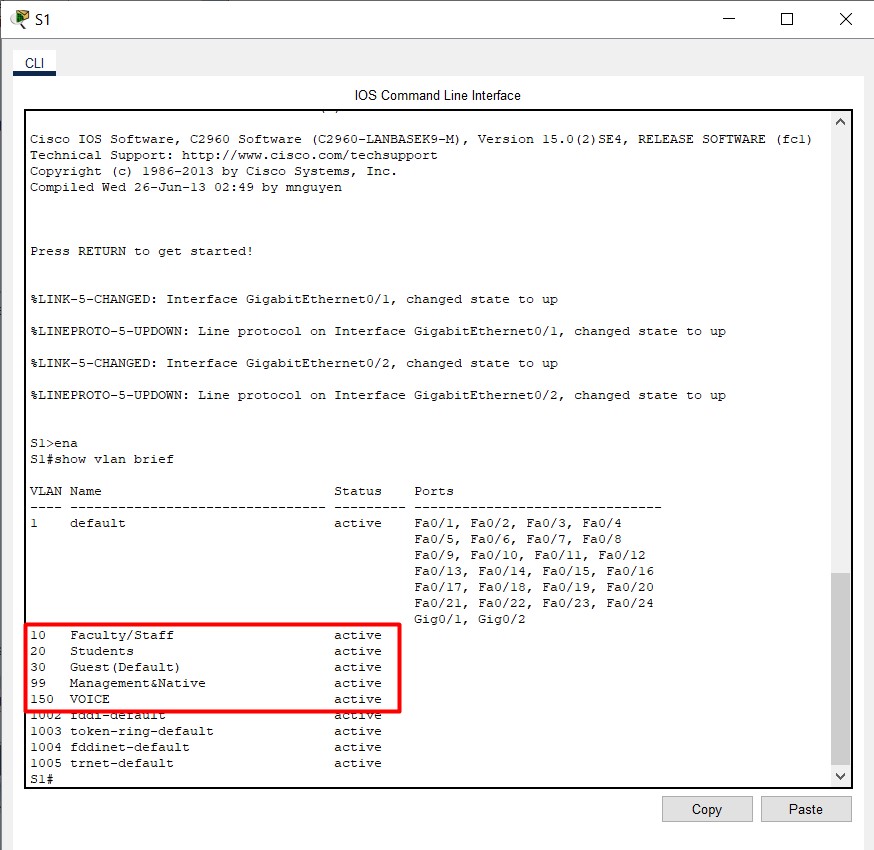 S1
CLI
IOS Command Line Interface
Cisco IOS Software, C2960 Software (C2960-LANBASEK9-M), Version 15.0(2)SE4, RELEASE SOFTWARE (fc1)
Technical Support: http://www.cisco.com/techsupport
Copyright (c) 1986-2013 by Cisco Systems, Inc.
Compiled Wed 26-Jun-13 02:49 by mnguyen
Press RETURN to get started!
%LINK-5-CHANGED: Interface GigabitEthernet0/1, changed state to up
%LINEPROTO-5-UPDOWN: Line protocol on Interface GigabitEthernet0/1, changed state to up
%LINK-5-CHANGED: Interface GigabitEthernet0/2, changed state to up
%LINEPROTO-5-UPDOWN: Line protocol on Interface GigabitEthernet0/2, changed state to up
S1>ena
S1#show vlan brief
VLAN Name                             Status    Ports
---- -------------------------------- --------- -------------------------------
1    default                          active    Fa0/1, Fa0/2, Fa0/3, Fa0/4
                                                Fa0/5, Fa0/6, Fa0/7, Fa0/8
                                                Fa0/9, Fa0/10, Fa0/11, Fa0/12
                                                Fa0/13, Fa0/14, Fa0/15, Fa0/16
                                                Fa0/17, Fa0/18, Fa0/19, Fa0/20
                                                Fa0/21, Fa0/22, Fa0/23, Fa0/24
                                                Gig0/1, Gig0/2
10   Faculty/Staff                    active
20   Students                         active
30   Guest(Default)                   active
99   Management&Native                active
150  VOICE                            active
1002 fddi-default                     active
1003 token-ring-default               active
1004 fddinet-default                  active
1005 trnet-default                    active
S1#
Copy Paste